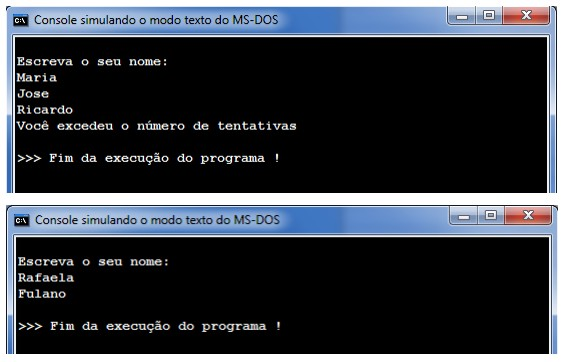 Console simulando o modo texto do MS-DOS
Escreva o seu nome:
Maria
Jose
Ricardo
Você excedeu o número de tentativas
>>> Fim da execução do programa !
Console simulando o modo texto do MS-DOS
Escreva o seu nome:
Rafaela
Fulano
>>> Fim da execução do programa !